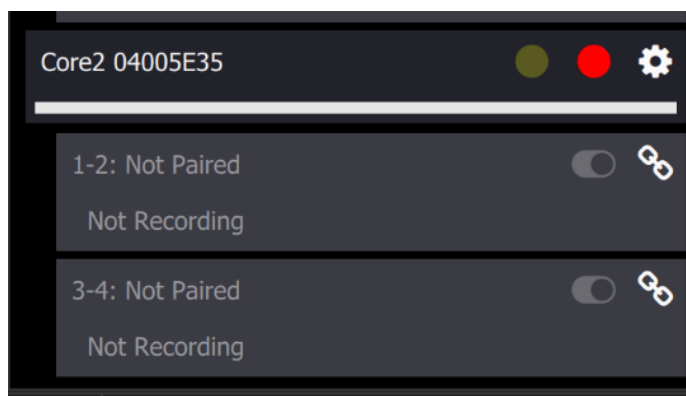 Core2 04005E35
1-2: Not Paired
Not Recording
3-4: Not Paired
Not Recording